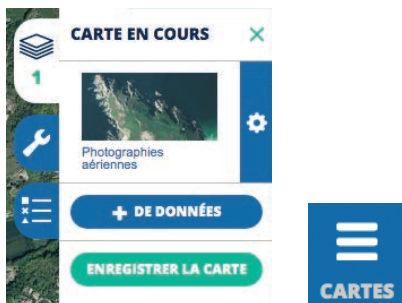 CARTE EN COURS
1
Photographies
aériennes
+ DE DONNÉES
ENREGISTRER LA CARTE
CARTES